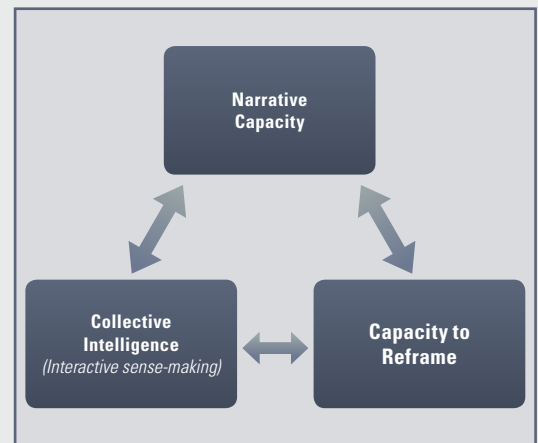 Narrative
Capacity
Collective
Intelligence
(Interactive sense-making)
Capacity to
Reframe